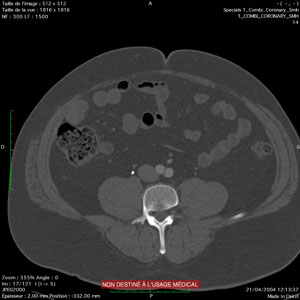 Taille de l'image : 512 x 512
Taille de la vue : 1816 x 1816
NF : 300 LF : 1500
A
Specials 1_Combi_Coronary_Smh
1_COMBI_CORONARY_SMH
14
D
G
Zoom : 355% Angle : 0
Im : 17/121
JPEG2000
Epaisseur : 2.00 mm Position : -332.00 mm
NON DESTINÉ À L'USAGE MÉDICAL
P
21/04/2004 12:13:37
Made In OsiriX